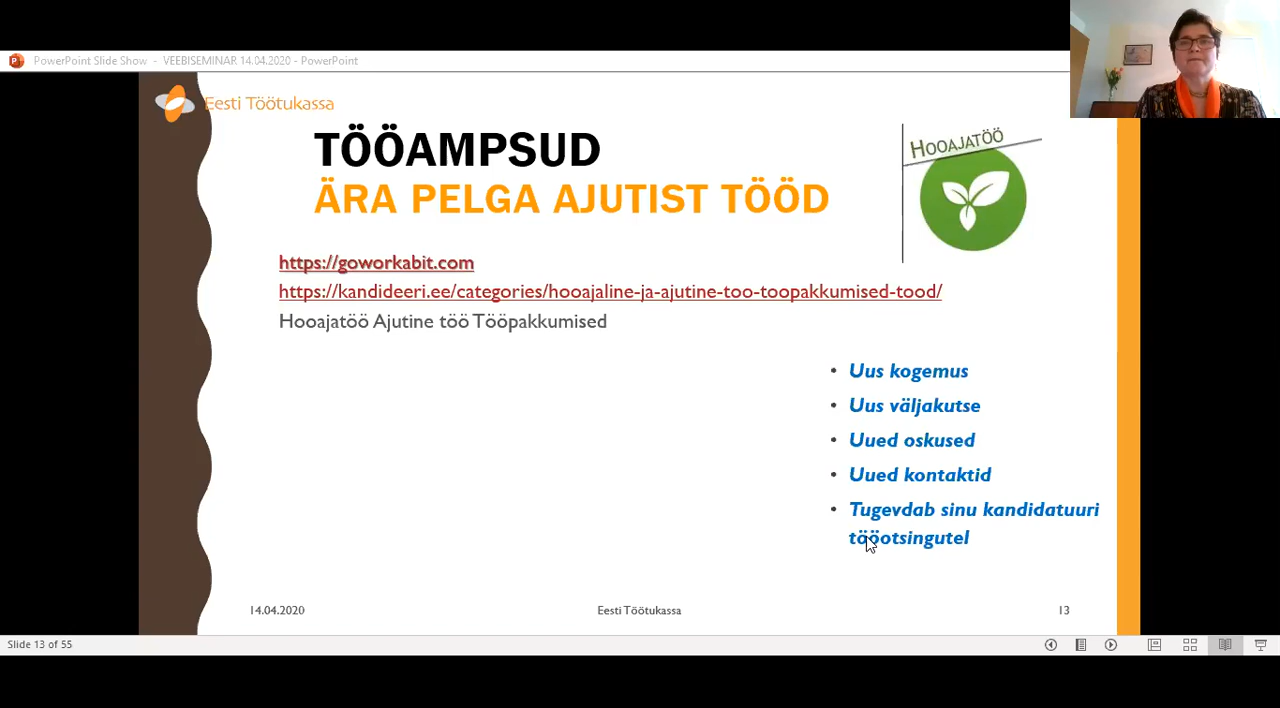 PowerPoint Slide Show - VEEBISEMINAR 14.04.2020 - PowerPoint
Eesti Töötukassa
TÖÖAMPSUD
ÄRA PELGA AJUTIST TÖÖD
HOOAJATÖÖ
https://goworkabit.com
https://kandideeri.ee/categories/hooajaline-ja-ajutine-too-toopakkumised-tood/
Hooajatöö Ajutine töö Tööpakkumised
• Uus kogemus
• Uus väljakutse
• Uued oskused
• Uued kontaktid
• Tugevdab sinu kandidatuuri
tööotsingutel
14.04.2020 Eesti Töötukassa 13
Slide 13 of 55